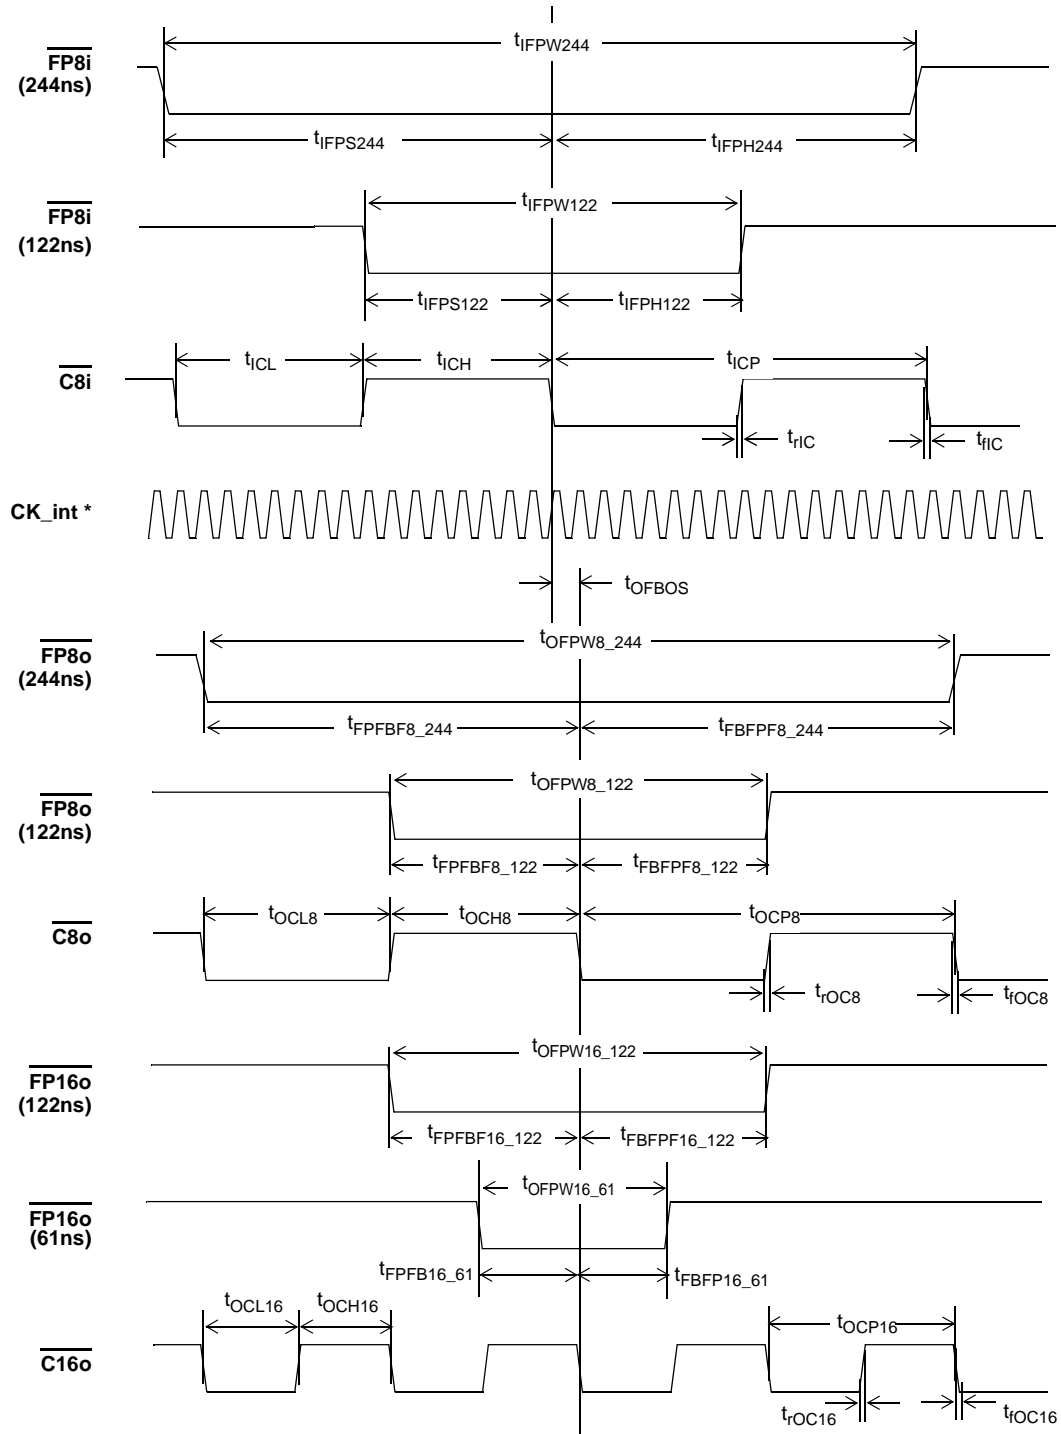 tIFPW244
FP8i
(244ns)
tIFPS244
tIFPH244
tIFPW122
FP8i
(122ns)
tIFPS122
tIFPH122
tICL
tICH
tICP
C8i
trIC
tfIC
CK_int *
tOFBOS
tOFPW8_244
FP8o
(244ns)
tFPFBF8_244
tFBFPF8_244
tOFPW8_122
FP8o
(122ns)
tFPFBF8_122
tFBFPF8_122
tOCL8
tOCH8
tOCP8
C8o
trOC8
tfOC8
tOFPW16_122
FP16o
(122ns)
tFPFBF16_122
tFBFPF16_122
tOFPW16_61
FP16o
(61ns)
tFPFB16_61
tFBFP16_61
tOCL16
tOCH16
tOCP16
C16o
trOC16
tfOC16